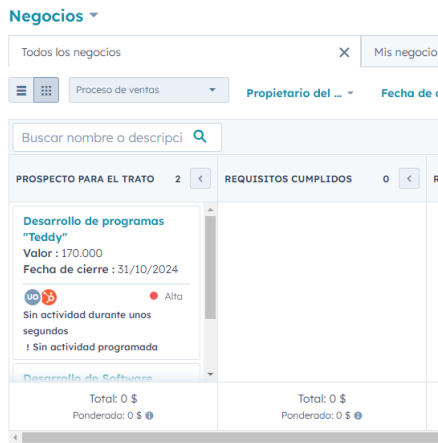 Negocios
Todos los negocios
Mis negocio
Proceso de ventas
Propietario del ...
Fecha de
Buscar nombre o descripci
PROSPECTO PARA EL TRATO 2
REQUISITOS CUMPLIDOS 0
Desarrollo de programas
"Teddy"
Valor : 170.000
Fecha de cierre : 31/10/2024
UO
Alta
Sin actividad durante unos
segundos
! Sin actividad programada
Desarrollo de Software
Total: 0 $
Ponderado: 0 $
Total: 0 $
Ponderado: 0 $